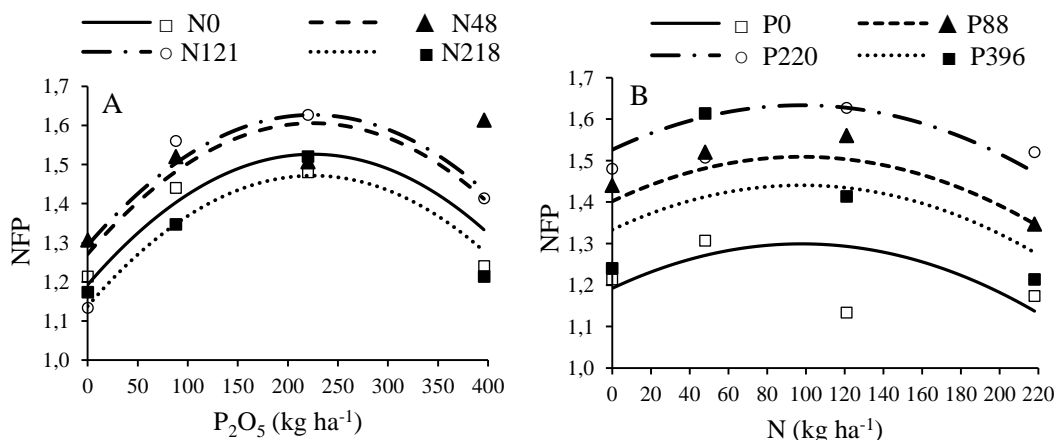 N0 N48
N121 N218
A
1,7
1,6
1,5
1,4
1,3
1,2
1,1
1,0
NFP
0 50 100 150 200 250 300 350 400
P₂O₅ (kg ha⁻¹)
P0 P88
P220 P396
B
1,7
1,6
1,5
1,4
1,3
1,2
1,1
1,0
NFP
0 20 40 60 80 100 120 140 160 180 200 220
N (kg ha⁻¹)